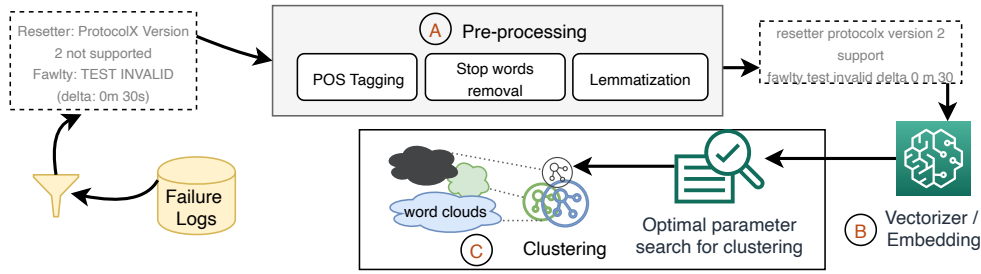 Resetter: ProtocolX Version
2 not supported
Fawlty: TEST INVALID
(delta: 0m 30s)
A
Pre-processing
POS Tagging
Stop words
removal
Lemmatization
resetter protocolx version 2
support
fawlty test invalid delta 0 m 30
Failure
Logs
word clouds
C
Clustering
Optimal parameter
search for clustering
B
Vectorizer /
Embedding